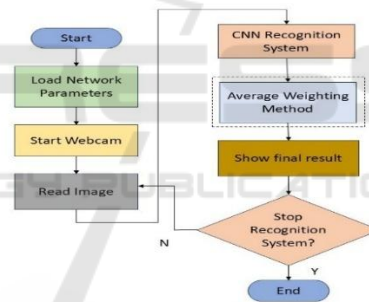 Start
Load Network
Parameters
Start Webcam
Read Image
CNN Recognition
System
Average Weighting
Method
Show final result
Stop
Recognition
System?
N
Y
End